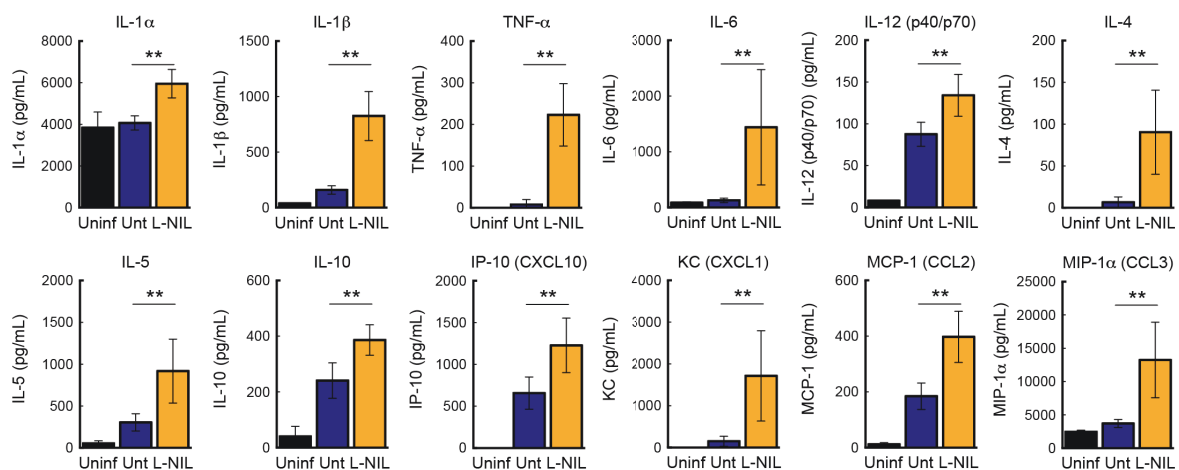 IL-1α
IL-1α (pg/mL)
8000
6000
4000
2000
0
**
Uninf Unt L-NIL
IL-1β
IL-1β (pg/mL)
1500
1000
500
0
**
Uninf Unt L-NIL
TNF-α
TNF-α (pg/mL)
400
300
200
100
0
**
Uninf Unt L-NIL
IL-6
IL-6 (pg/mL)
3000
2000
1000
0
**
Uninf Unt L-NIL
IL-12 (p40/p70)
IL-12 (p40/p70) (pg/mL)
200
150
100
50
0
**
Uninf Unt L-NIL
IL-4
IL-4 (pg/mL)
200
150
100
50
0
**
Uninf Unt L-NIL
IL-5
IL-5 (pg/mL)
2000
1500
1000
500
0
**
Uninf Unt L-NIL
IL-10
IL-10 (pg/mL)
600
400
200
0
**
Uninf Unt L-NIL
IP-10 (CXCL10)
IP-10 (pg/mL)
2000
1500
1000
500
0
**
Uninf Unt L-NIL
KC (CXCL1)
KC (pg/mL)
4000
3000
2000
1000
0
**
Uninf Unt L-NIL
MCP-1 (CCL2)
MCP-1 (pg/mL)
600
400
200
0
**
Uninf Unt L-NIL
MIP-1α (CCL3)
MIP-1α (pg/mL)
25000
20000
15000
10000
5000
0
**
Uninf Unt L-NIL